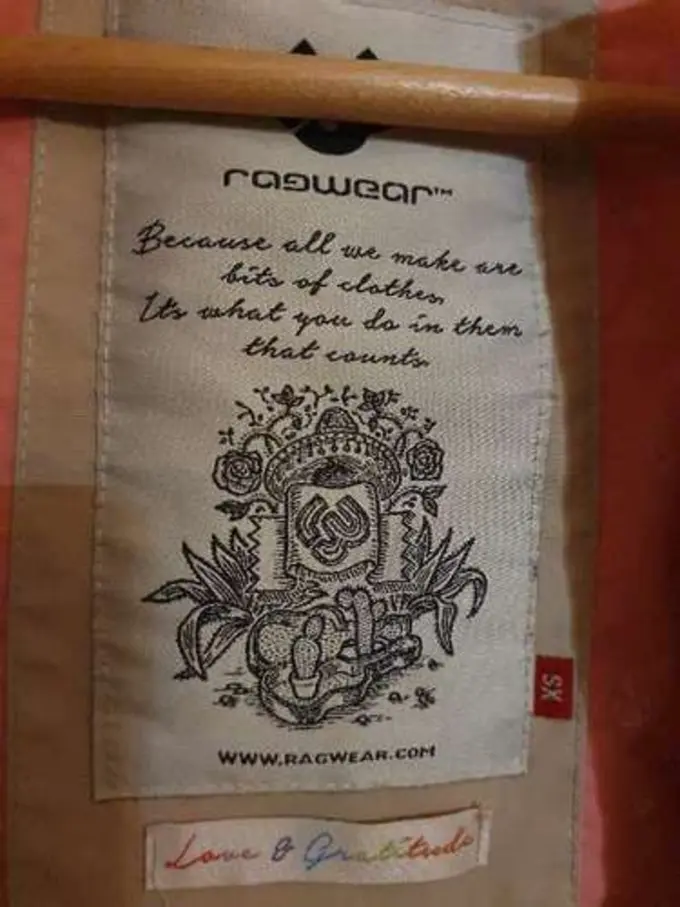 ragwear™
Because all we make are
bits of clothes,
Its what you do in them
that counts.
WWW.RAGWEAR.COM
XS
Love & Gratitude